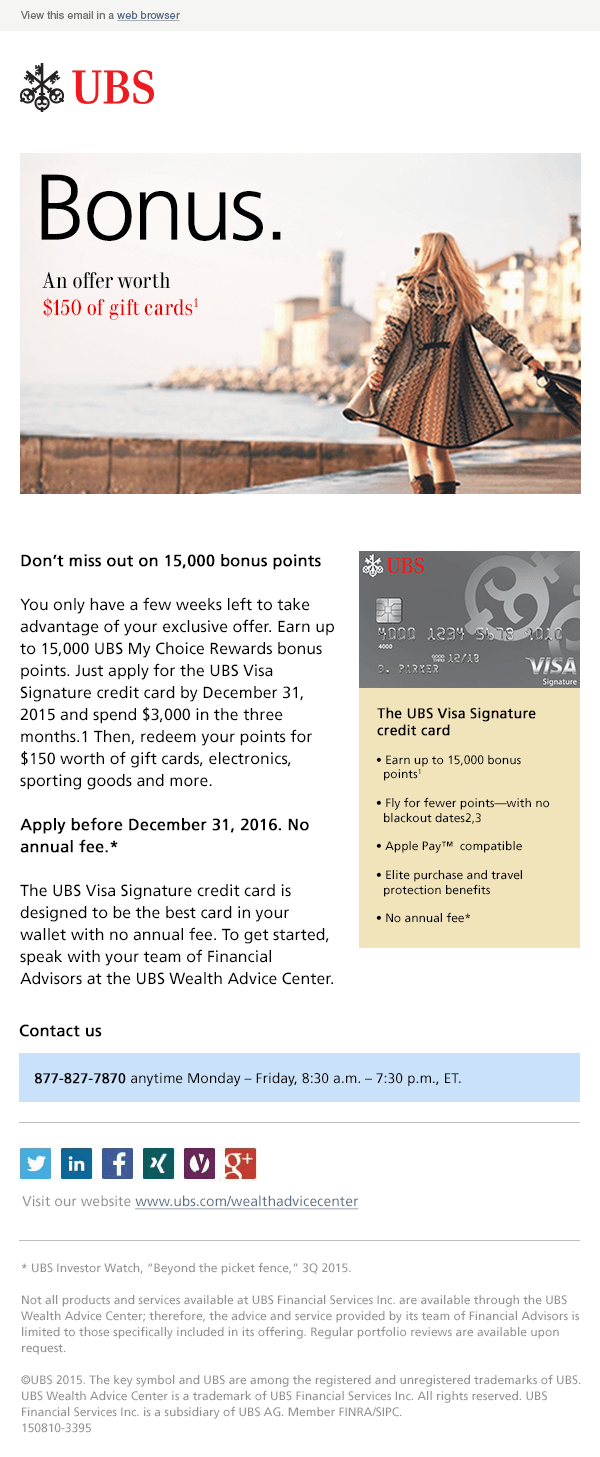 View this email in a web browser
UBS
Bonus.
An offer worth
$150 of gift cards¹
Don't miss out on 15,000 bonus points
You only have a few weeks left to take
advantage of your exclusive offer. Earn up
to 15,000 UBS My Choice Rewards bonus
points. Just apply for the UBS Visa
Signature credit card by December 31,
2015 and spend $3,000 in the three
months.1 Then, redeem your points for
$150 worth of gift cards, electronics,
sporting goods and more.
Apply before December 31, 2016. No
annual fee.*
The UBS Visa Signature credit card is
designed to be the best card in your
wallet with no annual fee. To get started,
speak with your team of Financial
Advisors at the UBS Wealth Advice Center.
UBS
4000 1234 5678 1010
4000
GOOD THRU 12/18
D. PARKER
VISA
Signature
The UBS Visa Signature
credit card
• Earn up to 15,000 bonus
points¹
• Fly for fewer points—with no
blackout dates2,3
• Apple Pay™ compatible
• Elite purchase and travel
protection benefits
• No annual fee*
Contact us
877-827-7870 anytime Monday – Friday, 8:30 a.m. – 7:30 p.m., ET.
in
f
g+
Visit our website www.ubs.com/wealthadvicecenter
* UBS Investor Watch, "Beyond the picket fence," 3Q 2015.
Not all products and services available at UBS Financial Services Inc. are available through the UBS
Wealth Advice Center; therefore, the advice and service provided by its team of Financial Advisors is
limited to those specifically included in its offering. Regular portfolio reviews are available upon
request.
©UBS 2015. The key symbol and UBS are among the registered and unregistered trademarks of UBS.
UBS Wealth Advice Center is a trademark of UBS Financial Services Inc. All rights reserved. UBS
Financial Services Inc. is a subsidiary of UBS AG. Member FINRA/SIPC.
150810-3395